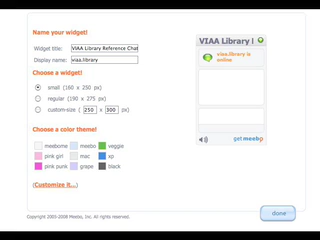 Name your widget!
Widget title: VIAA Library Reference Chat
Display name: viaa.library
Choose a widget!
small (160 x 250 px)
regular (190 x 275 px)
custom-size ( 250 x 300 px)
Choose a color theme!
meebome meebo veggie
pink girl mac xp
pink punk grape black
(Customize it...)
VIAA Library I
viaa.library is
online
get meebo
done
Copyright 2005-2008 Meebo, Inc. All rights reserved.